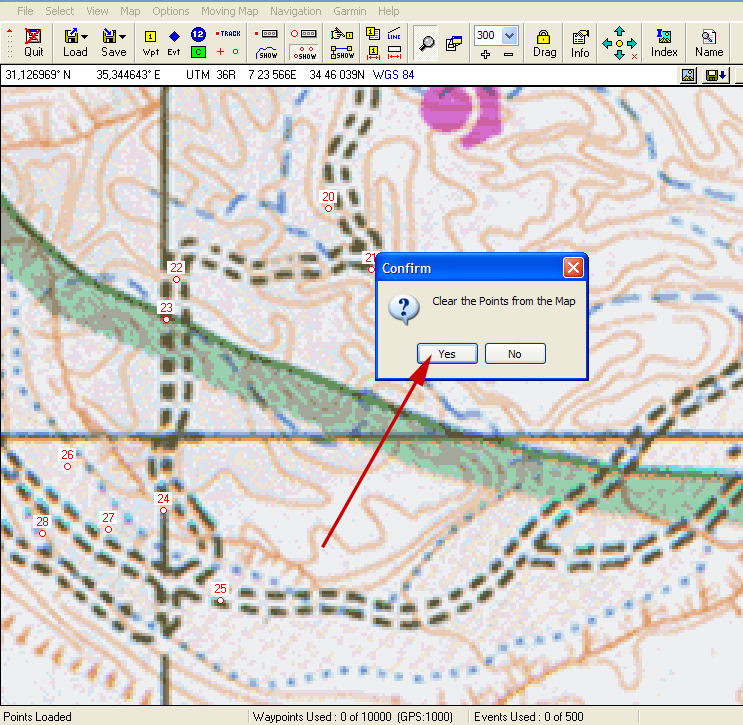 File Select View Map Options Moving Map Navigation Garmin Help
1 12 TRACK LINE 300
Quit Load Save Wpt Evt C SHOW SHOW SHOW Drag Info Index Name
31,126969° N 35,344643° E UTM 36R 7 23 566E 34 46 039N WGS 84
20
21
22
Confirm
23
Clear the Points from the Map
Yes No
26
24
28
27
25
Points Loaded Waypoints Used : 0 of 10000 (GPS:1000) Events Used : 0 of 500